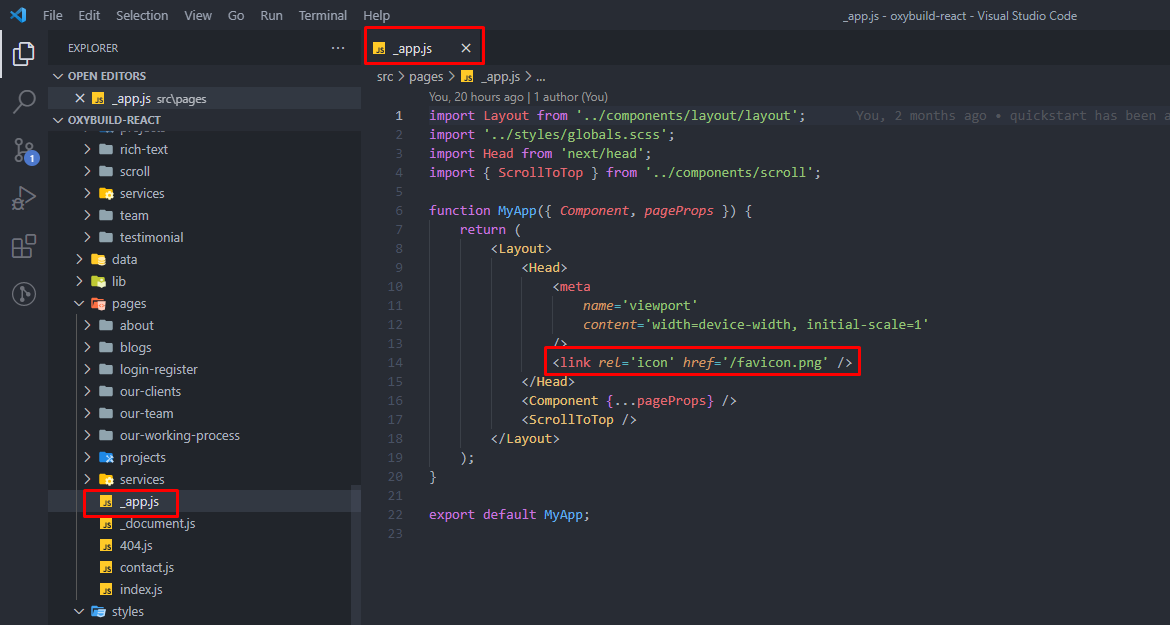 File Edit Selection View Go Run Terminal Help
_app.js - oxybuild-react - Visual Studio Code
EXPLORER
OPEN EDITORS
_app.js src\pages
OXYBUILD-REACT
projects
rich-text
scroll
services
team
testimonial
data
lib
pages
about
blogs
login-register
our-clients
our-team
our-working-process
projects
services
_app.js
_document.js
404.js
contact.js
index.js
styles
1
_app.js
src > pages > _app.js > ...
You, 20 hours ago | 1 author (You)
1 import Layout from '../components/layout/layout'; You, 2 months ago • quickstart has been a
2 import '../styles/globals.scss';
3 import Head from 'next/head';
4 import { ScrollToTop } from '../components/scroll';
5
6 function MyApp({ Component, pageProps }) {
7 return (
8 <Layout>
9 <Head>
10 <meta
11 name='viewport'
12 content='width=device-width, initial-scale=1'
13 />
14 <link rel='icon' href='/favicon.png' />
15 </Head>
16 <Component {...pageProps} />
17 <ScrollToTop />
18 </Layout>
19 );
20 }
21
22 export default MyApp;
23